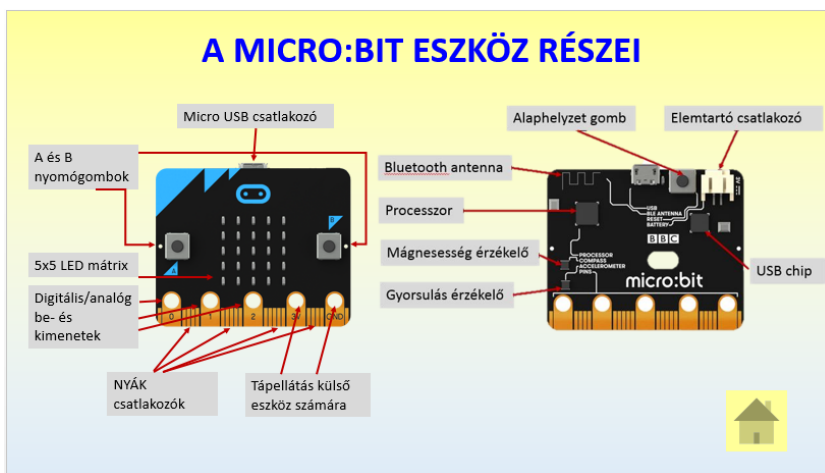 A MICRO:BIT ESZKÖZ RÉSZEI
Micro USB csatlakozó
A és B
nyomógombok
5x5 LED mátrix
Digitális/analóg
be- és
kimenetek
NYÁK
csatlakozók
Tápellátás külső
eszköz számára
A
B
0
1
2
3V
GND
Alaphelyzet gomb
Elemtartó csatlakozó
Bluetooth antenna
Processzor
Mágnesesség érzékelő
Gyorsulás érzékelő
USB chip
USB
BLE ANTENNA
RESET
BATTERY
3V
BBC
PROCESSOR
COMPASS
ACCELEROMETER
PINS
micro:bit